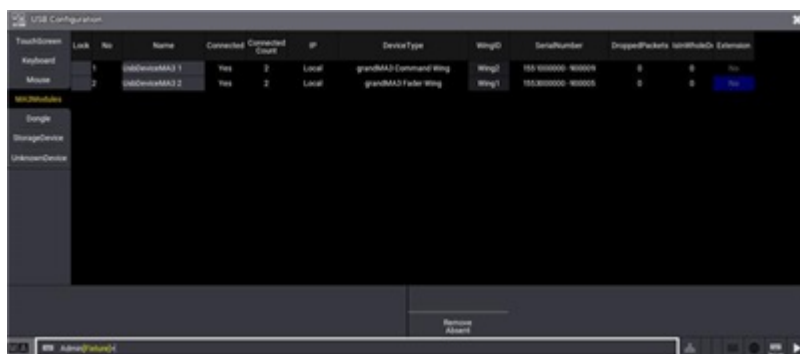 USB Configuration
TouchScreen
Keyboard
Mouse
MA3Modules
Dongle
StorageDevice
UnknownDevice
Lock No Name Connected Connected Count IP DeviceType WingID SerialNumber DroppedPackets Extension
1 UsbDeviceMA3 1 Yes 2 Local grandMA3 Command Wing Wing2 0 0 No
2 UsbDeviceMA3 2 Yes 2 Local grandMA3 Fader Wing Wing1 0 0 No
Remove
Absent
Admin[Fixture]>